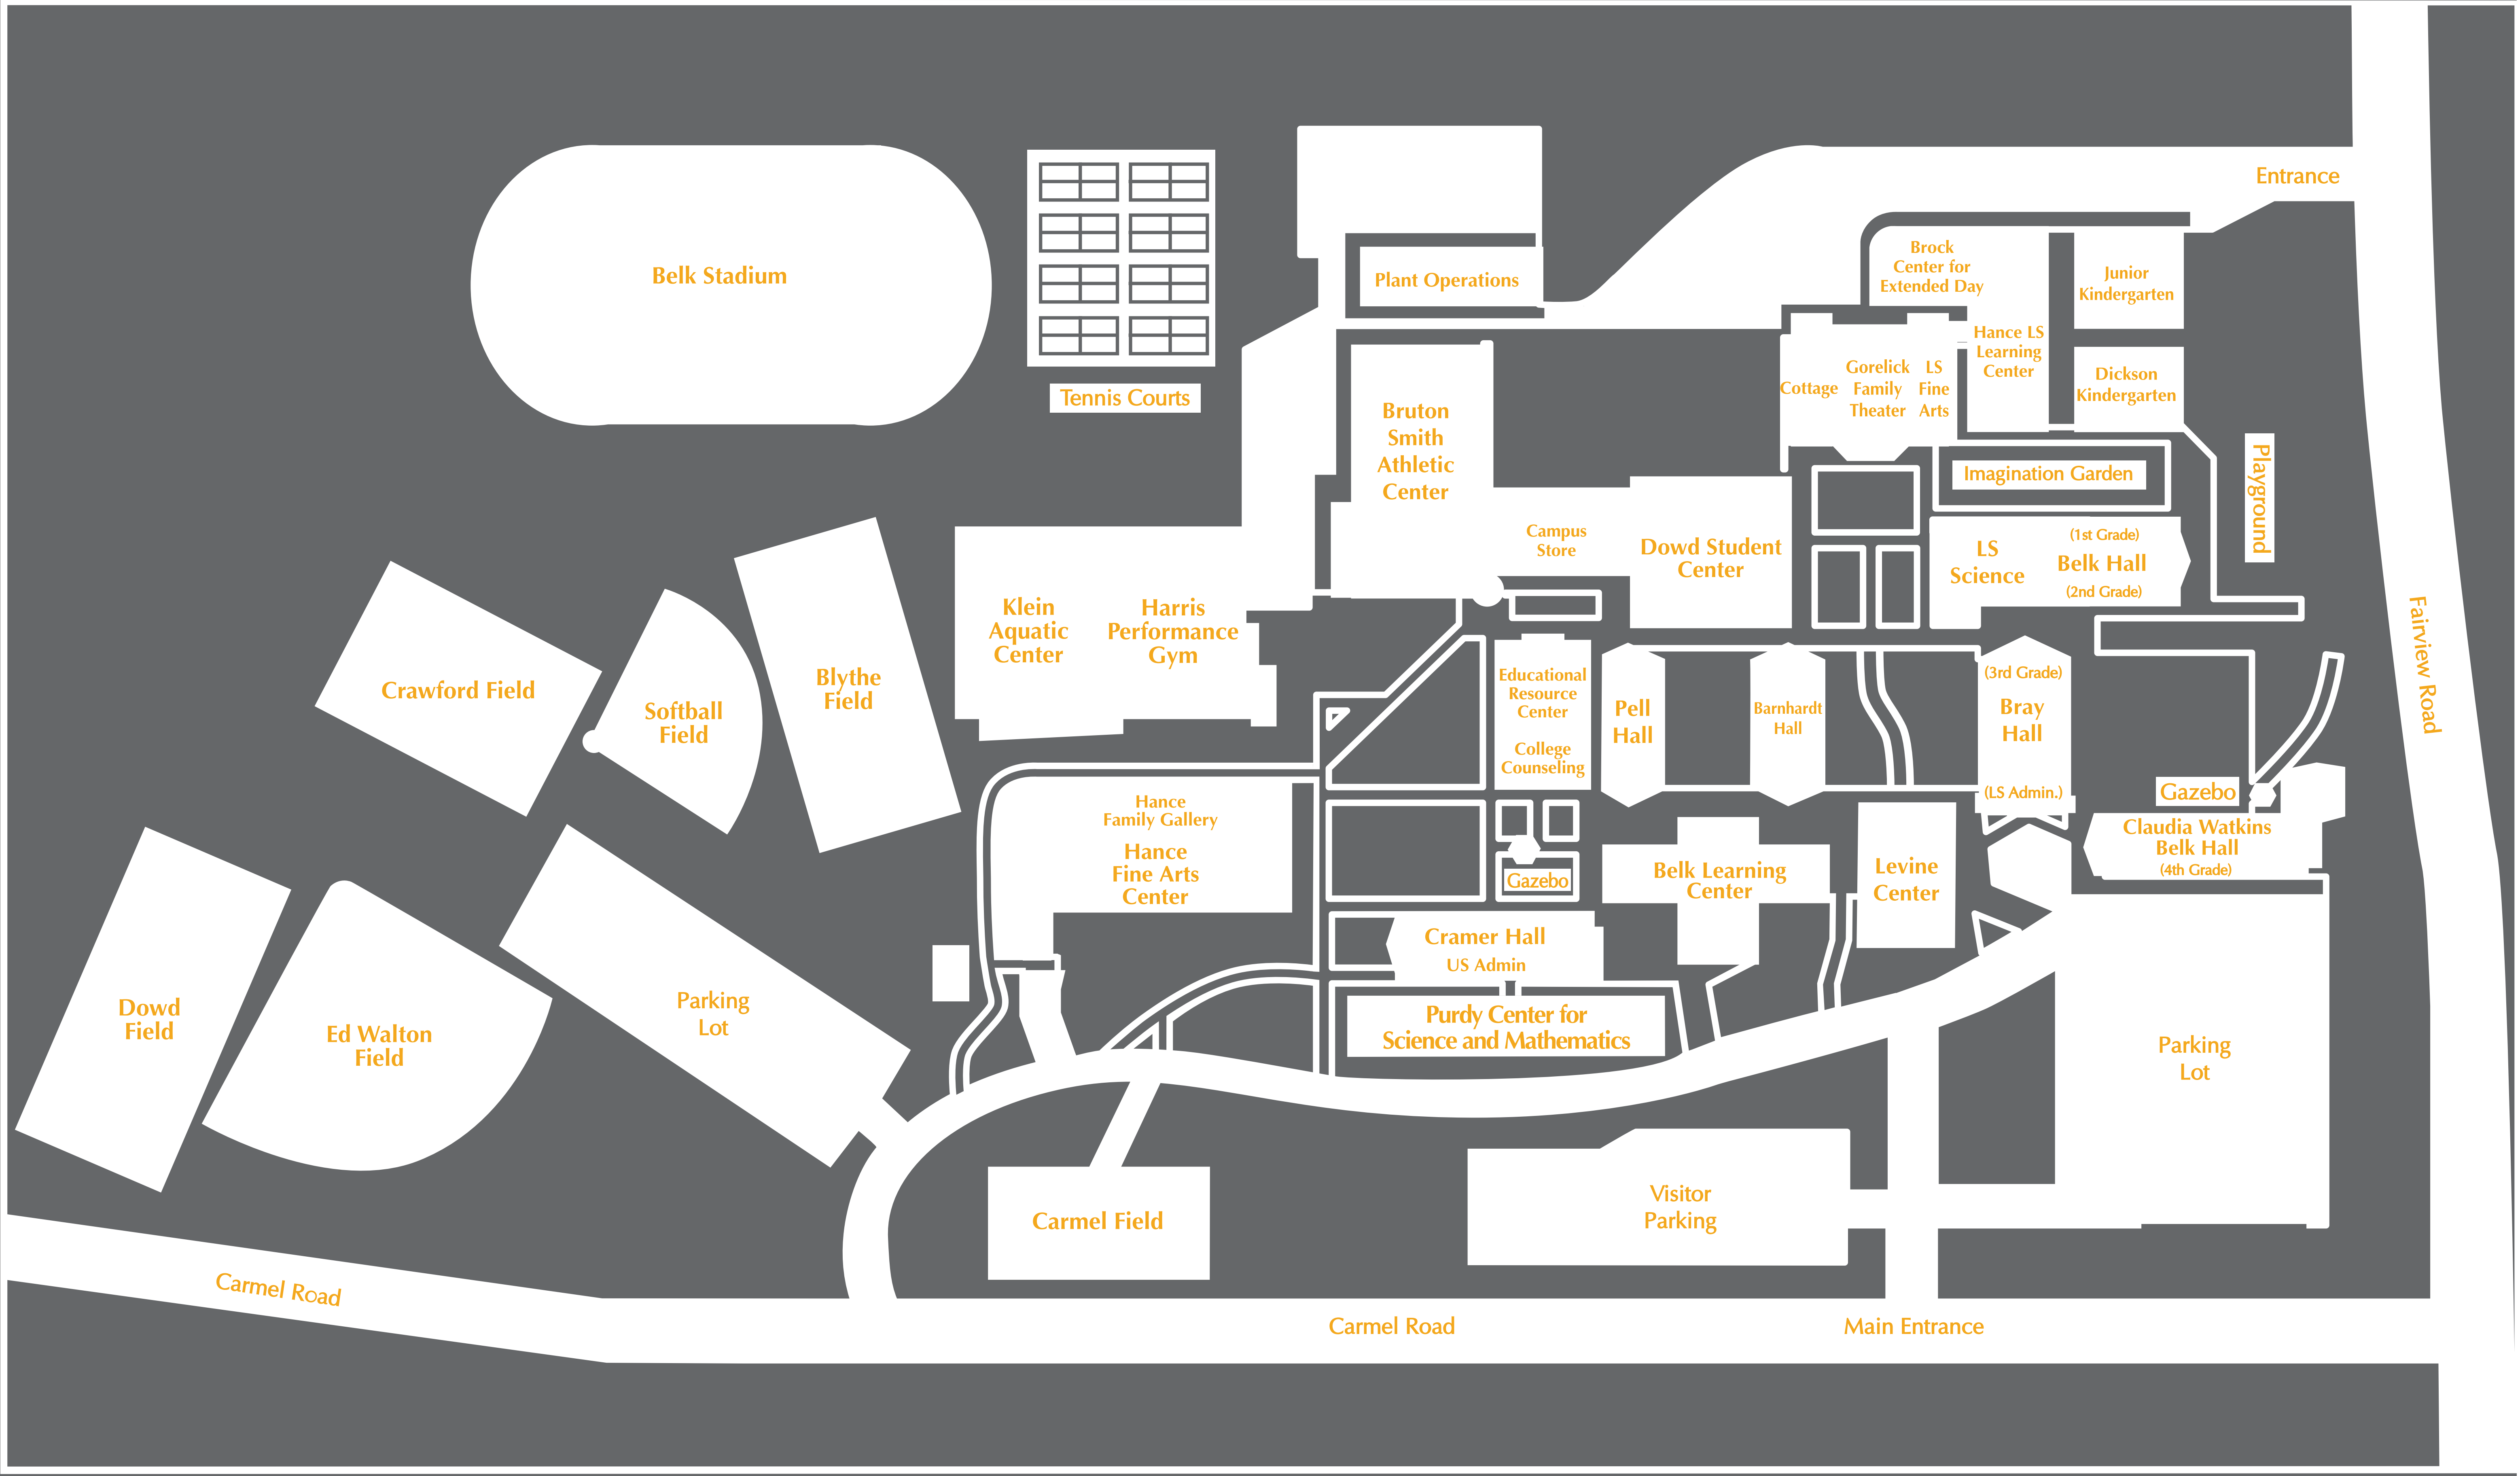 Entrance
Brock
Center for
Extended Day
Junior
Kindergarten
Belk Stadium
Plant Operations
Hance LS
Learning
Center
Tennis Courts
Cottage
Gorelick
Family
Theater
LS
Fine
Arts
Dickson
Kindergarten
Bruton
Smith
Athletic
Center
Imagination Garden
Playground
Campus
Store
Dowd Student
Center
LS
Science
(1st Grade)
Belk Hall
(2nd Grade)
Fairview Road
Klein
Aquatic
Center
Harris
Performance
Gym
Crawford Field
Softball
Field
Blythe
Field
Educational
Resource
Center
College
Counseling
Pell
Hall
Barnhardt
Hall
(3rd Grade)
Bray
Hall
(LS Admin.)
Gazebo
Hance
Family Gallery
Hance
Fine Arts
Center
Gazebo
Belk Learning
Center
Levine
Center
Claudia Watkins
Belk Hall
(4th Grade)
Cramer Hall
US Admin
Purdy Center for
Science and Mathematics
Dowd
Field
Ed Walton
Field
Parking
Lot
Parking
Lot
Carmel Field
Visitor
Parking
Carmel Road
Carmel Road
Main Entrance